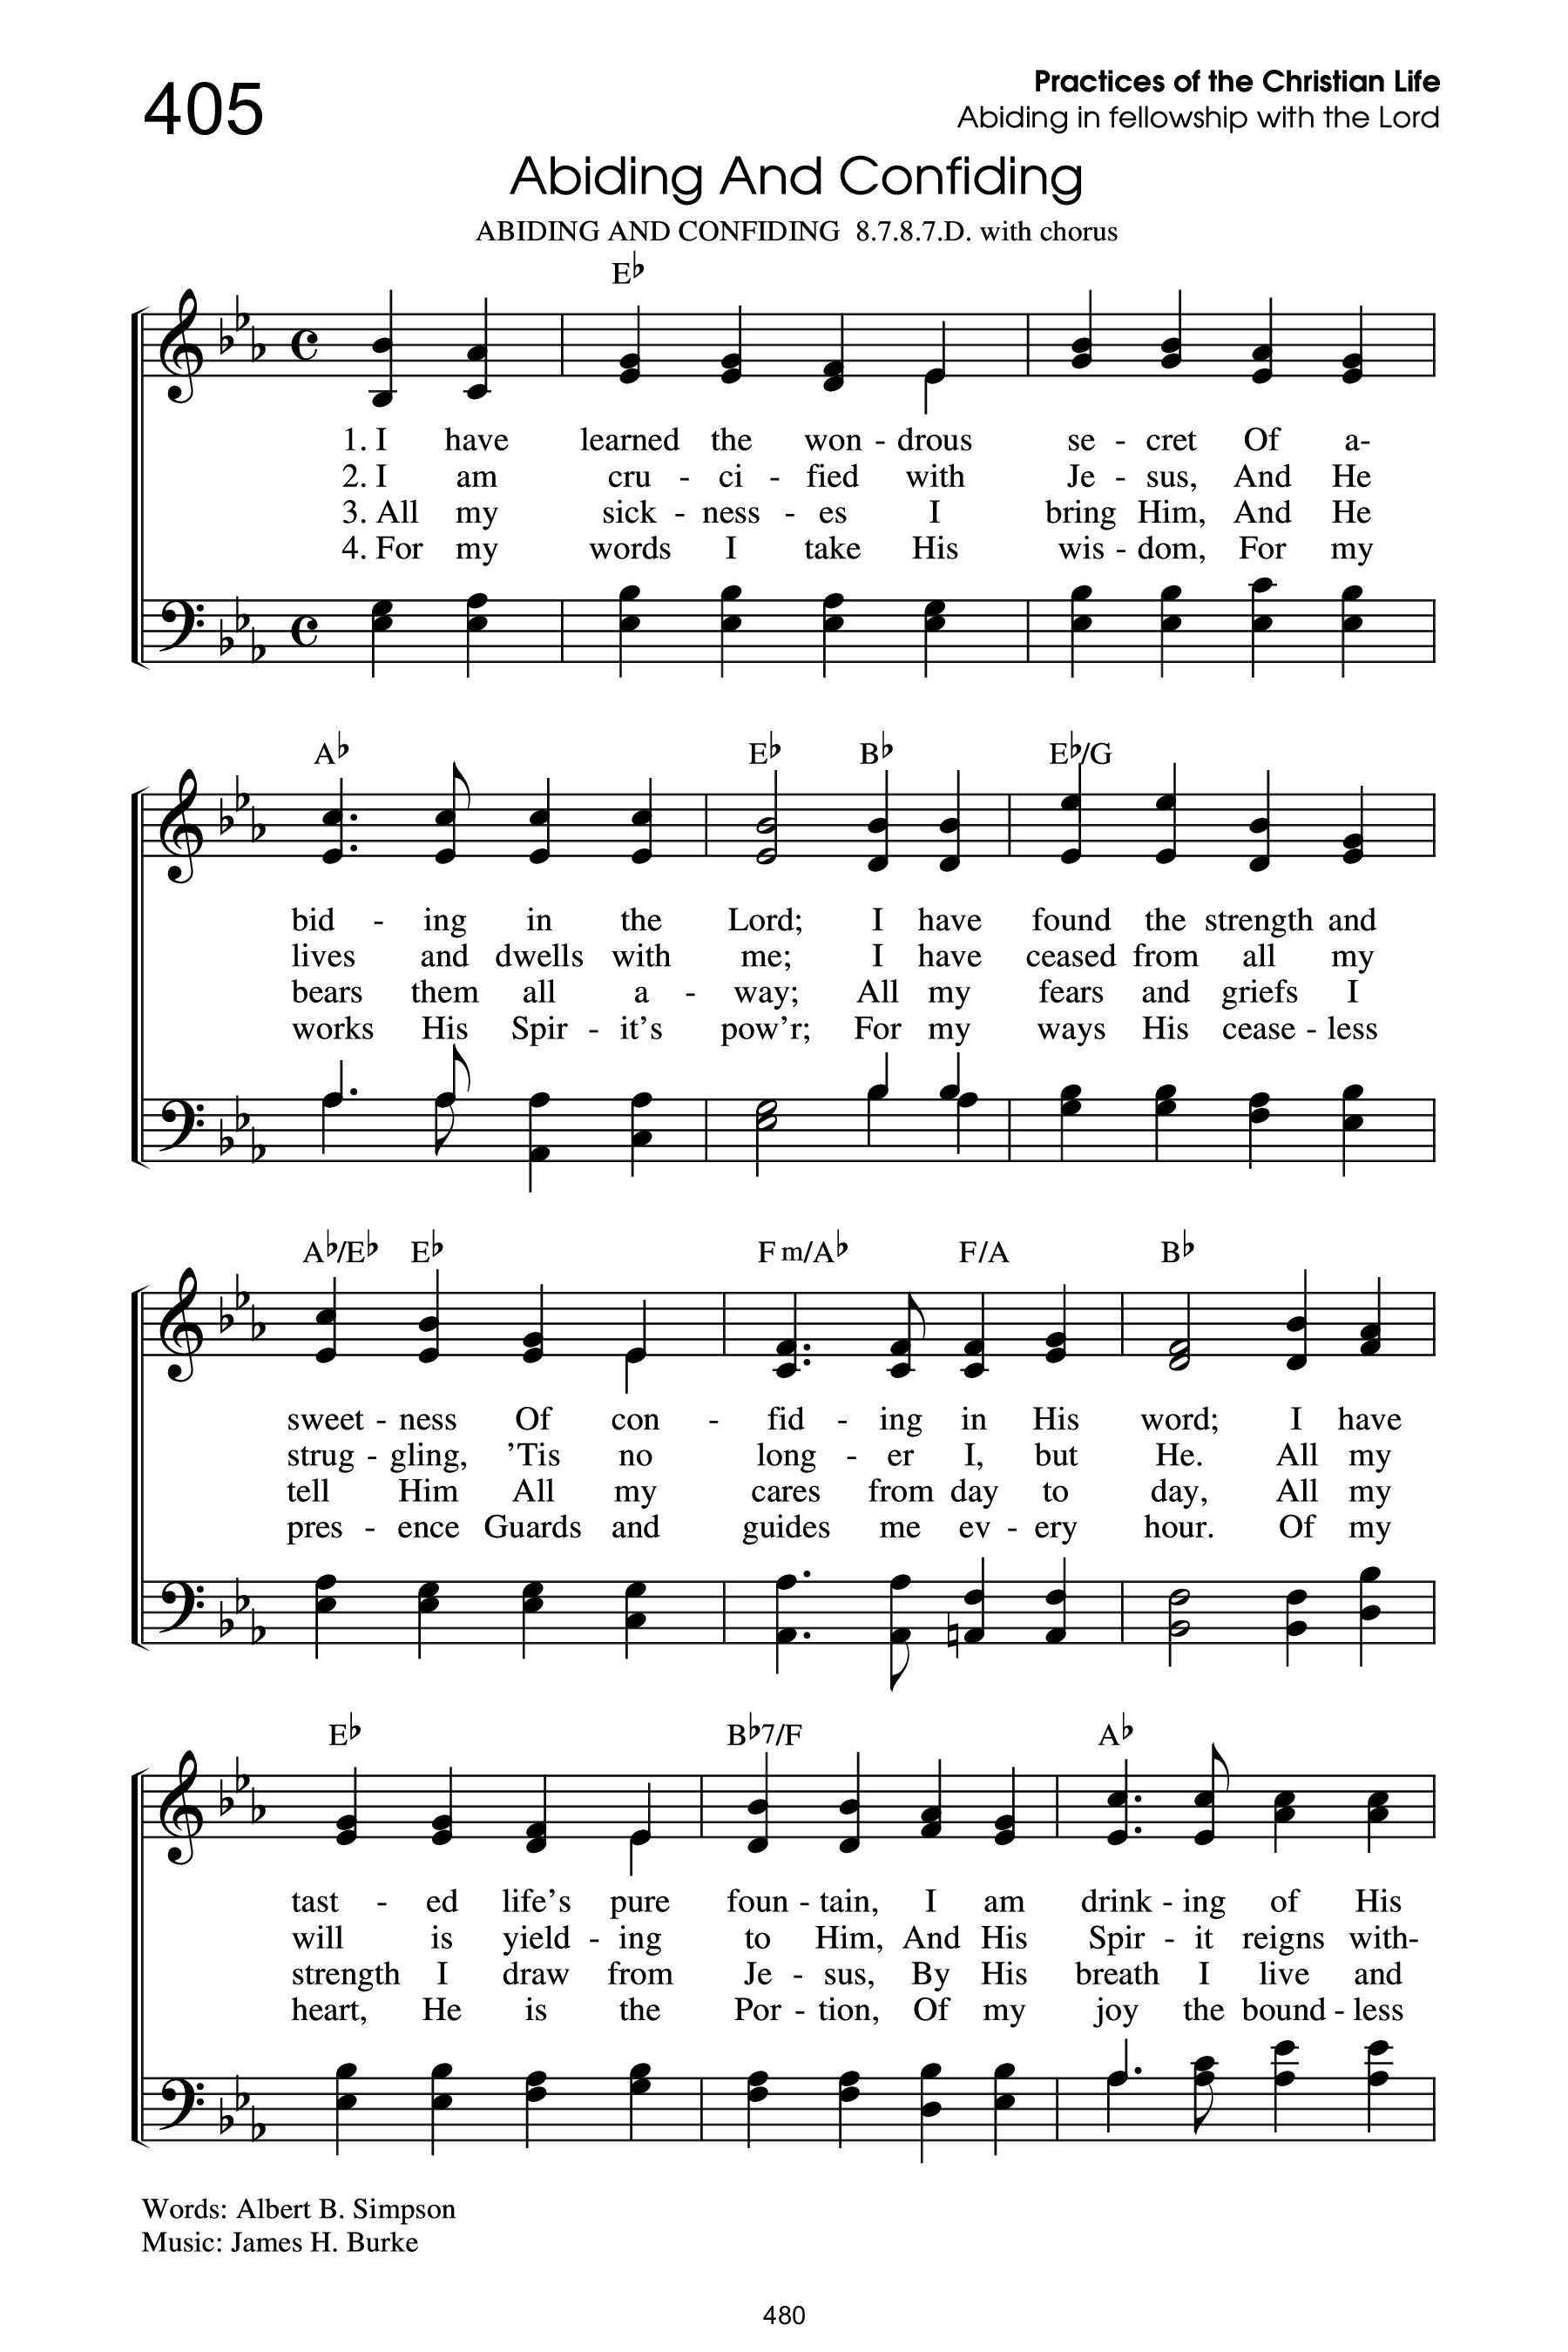 405
Practices of the Christian Life
Abiding in fellowship with the Lord
Abiding And Confiding
ABIDING AND CONFIDING 8.7.8.7.D. with chorus
E♭
1. I have learned the won - drous se - cret Of a-
2. I am cru - ci - fied with Je - sus, And He
3. All my sick - ness - es I bring Him, And He
4. For my words I take His wis - dom, For my
A♭ E♭ B♭ E♭/G
bid - ing in the Lord; I have found the strength and
lives and dwells with me; I have ceased from all my
bears them all a - way; All my fears and griefs I
works His Spir - it's pow'r; For my ways His cease - less
A♭/E♭ E♭ F m/A♭ F/A B♭
sweet - ness Of con - fid - ing in His word; I have
strug - gling, 'Tis no long - er I, but He. All my
tell Him All my cares from day to day, All my
pres - ence Guards and guides me ev - ery hour. Of my
E♭ B♭7/F A♭
tast - ed life's pure foun - tain, I am drink - ing of His
will is yield - ing to Him, And His Spir - it reigns with-
strength I draw from Je - sus, By His breath I live and
heart, He is the Por - tion, Of my joy the bound - less
Words: Albert B. Simpson
Music: James H. Burke
480